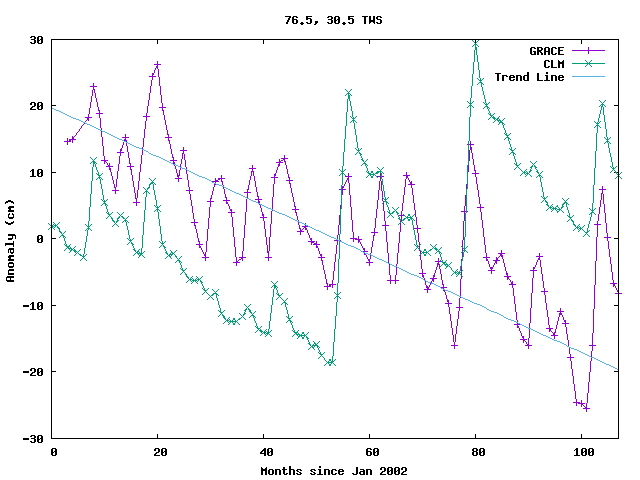 76.5, 30.5 TWS
GRACE
CLM
Trend Line
30
20
10
0
-10
-20
-30
Anomaly (cm)
0 20 40 60 80 100
Months since Jan 2002